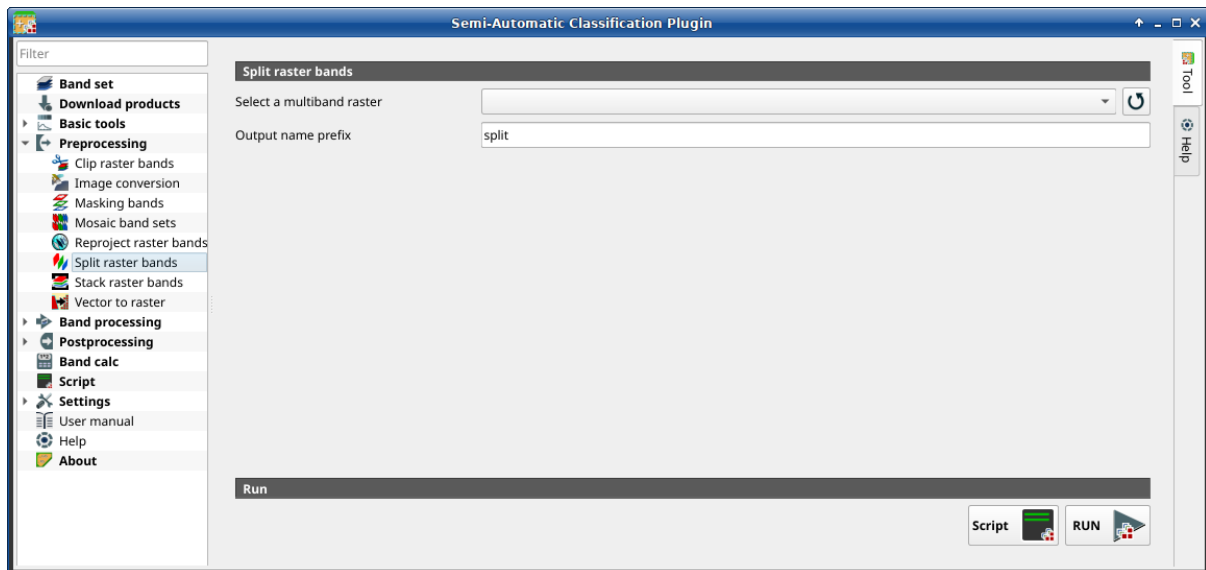 Semi-Automatic Classification Plugin
Filter
Band set
Download products
Basic tools
Preprocessing
Clip raster bands
Image conversion
Masking bands
Mosaic band sets
Reproject raster bands
Split raster bands
Stack raster bands
Vector to raster
Band processing
Postprocessing
Band calc
Script
Settings
User manual
Help
About
Split raster bands
Select a multiband raster
Output name prefix
split
Run
Script
RUN
Tool
Help